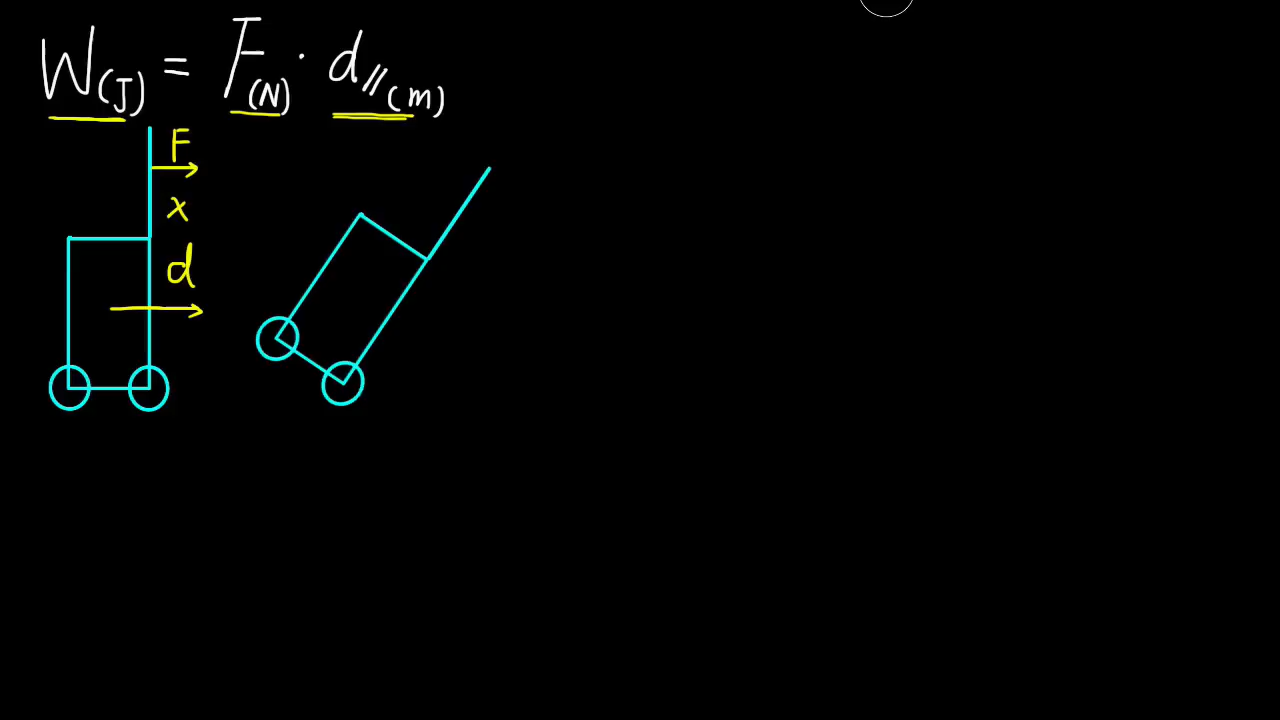 W(J) = F(N) · d//(m)
F
x
d